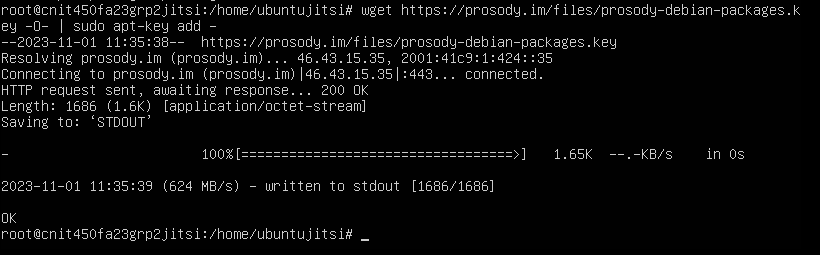 root@cnit450fa23grp2jitsi:/home/ubuntujitsi# wget https://prosody.im/files/prosody-debian-packages.k
ey -O- | sudo apt-key add -
--2023-11-01 11:35:38--  https://prosody.im/files/prosody-debian-packages.key
Resolving prosody.im (prosody.im)... 46.43.15.35, 2001:41c9:1:424::35
Connecting to prosody.im (prosody.im)|46.43.15.35|:443... connected.
HTTP request sent, awaiting response... 200 OK
Length: 1686 (1.6K) [application/octet-stream]
Saving to: ‘STDOUT’
-                        100%[==================================>]   1.65K  --.-KB/s    in 0s
2023-11-01 11:35:39 (624 MB/s) - written to stdout [1686/1686]
OK
root@cnit450fa23grp2jitsi:/home/ubuntujitsi# _